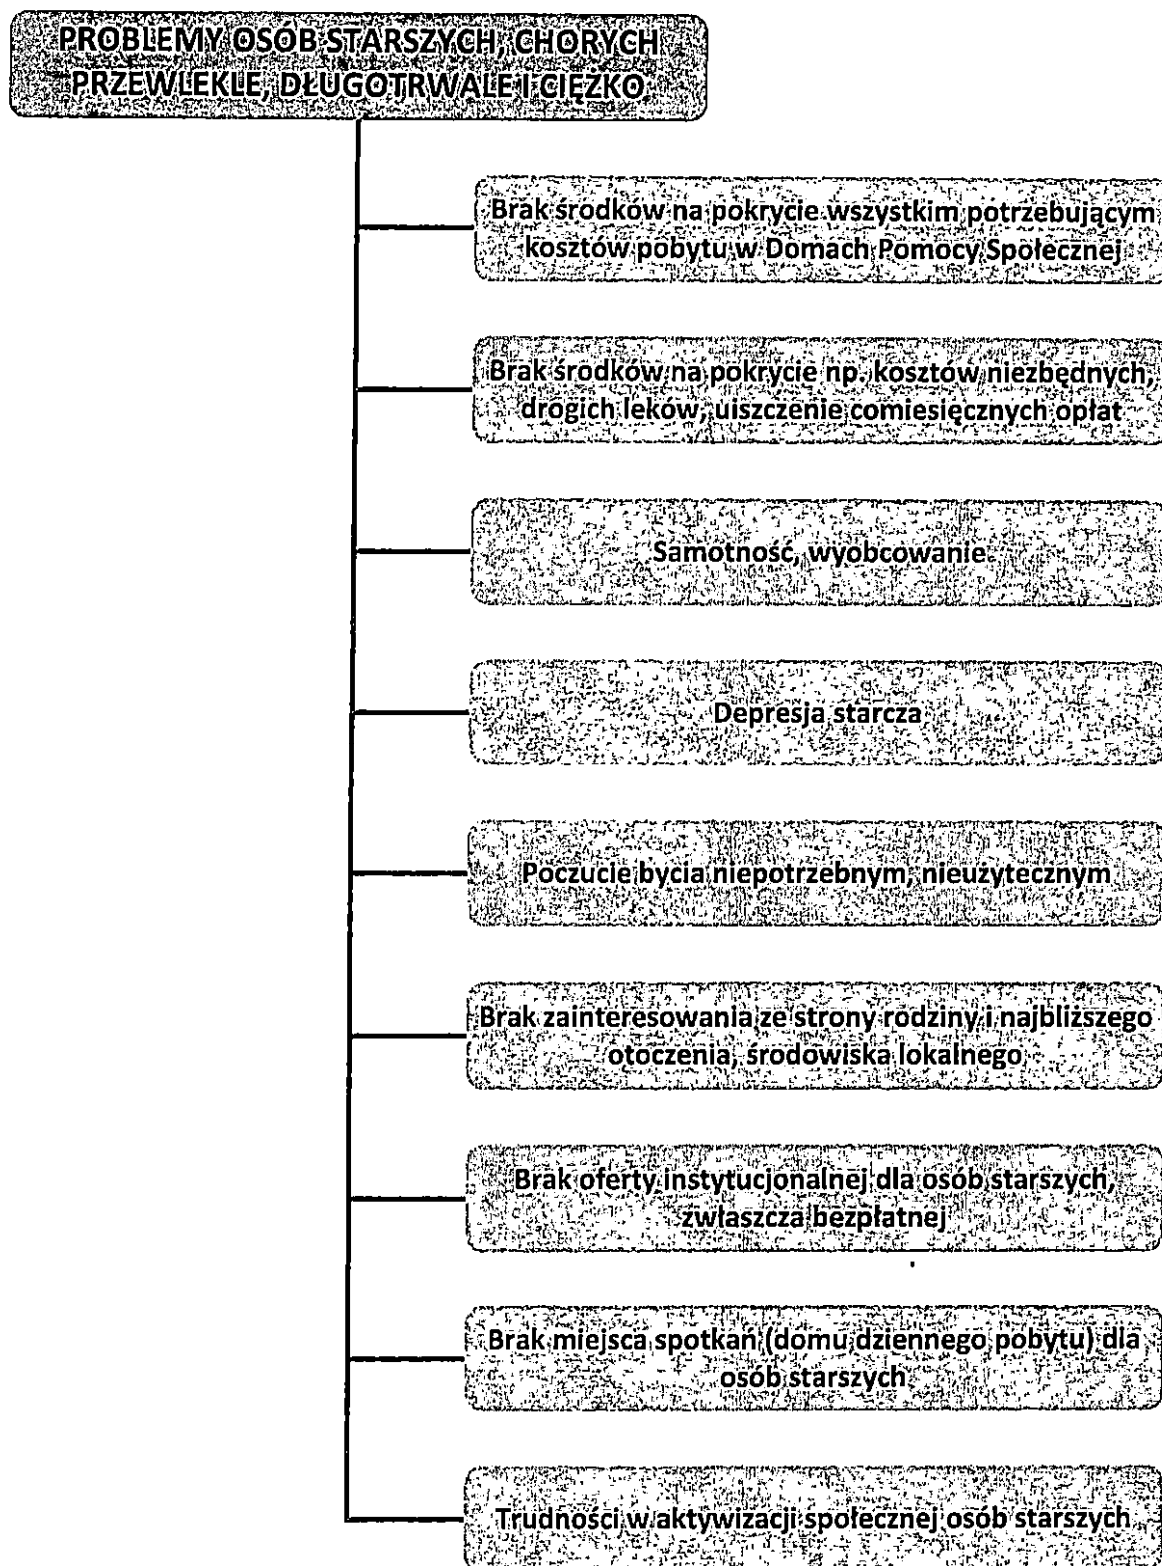 PROBLEMY OSÓB STARSZYCH, CHORYCH
PRZEWLEKLE, DŁUGOTRWALE I CIĘŻKO
Brak środków na pokrycie wszystkim potrzebującym
kosztów pobytu w Domach Pomocy Społecznej
Brak środków na pokrycie np. kosztów niezbędnych,
drogich leków, uiszczenie comiesięcznych opłat
Samotność, wyobcowanie
Depresja starcza
Poczucie bycia niepotrzebnym, nieużytecznym
Brak zainteresowania ze strony rodziny i najbliższego
otoczenia, środowiska lokalnego
Brak oferty instytucjonalnej dla osób starszych,
zwłaszcza bezpłatnej
Brak miejsca spotkań (domu dziennego pobytu) dla
osób starszych
Trudności w aktywizacji społecznej osób starszych